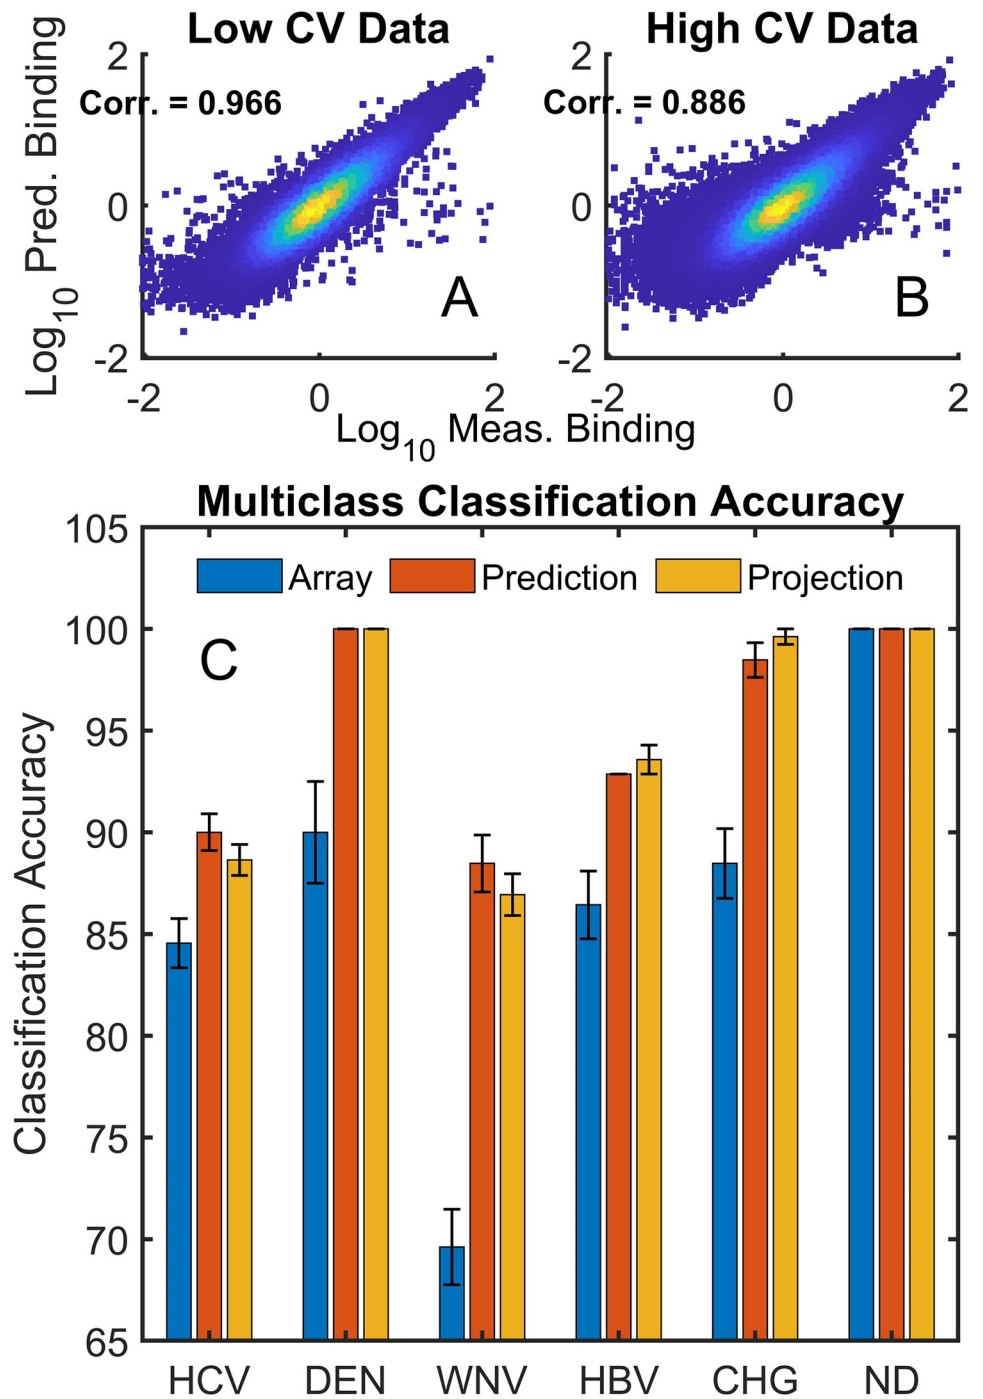 Low CV Data
High CV Data
2
Corr. = 0.966
0
-2
-2
0
2
A
Log10 Pred. Binding
2
Corr. = 0.886
0
-2
-2
0
2
B
Log10 Meas. Binding
Multiclass Classification Accuracy
105
Array
Prediction
Projection
100
C
95
90
85
80
75
70
65
Classification Accuracy
HCV
DEN
WNV
HBV
CHG
ND